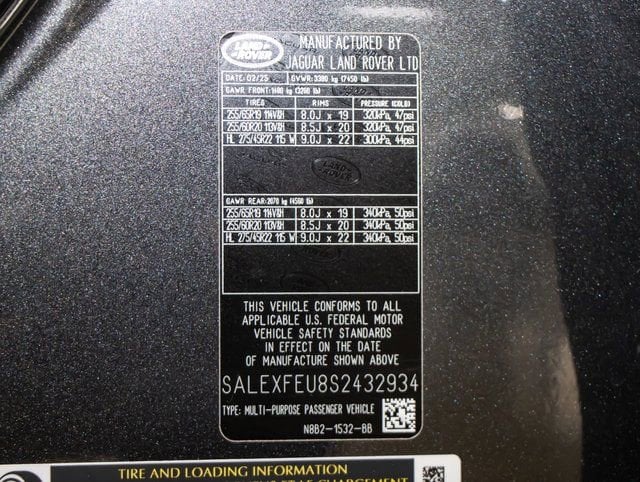 LAND ROVER
MANUFACTURED BY
JAGUAR LAND ROVER LTD
DATE: 02/25 GVWR: 3380 kg (7450 lb)
GAWR FRONT: 1480 kg (3260 lb)
TIRES RIMS PRESSURE (COLD)
255/65R19 114V&H 8.0J x 19 320kPa, 47psi
255/60R20 113V&H 8.5J x 20 320kPa, 47psi
HL 275/45R22 115 W 9.0J x 22 300kPa, 44psi
LAND ROVER
GAWR REAR: 2070 kg (4560 lb)
255/65R19 114V&H 8.0J x 19 340kPa, 50psi
255/60R20 113V&H 8.5J x 20 340kPa, 50psi
HL 275/45R22 115 W 9.0J x 22 340kPa, 50psi
THIS VEHICLE CONFORMS TO ALL
APPLICABLE U.S. FEDERAL MOTOR
VEHICLE SAFETY STANDARDS
IN EFFECT ON THE DATE
OF MANUFACTURE SHOWN ABOVE
SALEXFEU8S2432934
TYPE: MULTI-PURPOSE PASSENGER VEHICLE
N8B2-1532-BB
TIRE AND LOADING INFORMATION